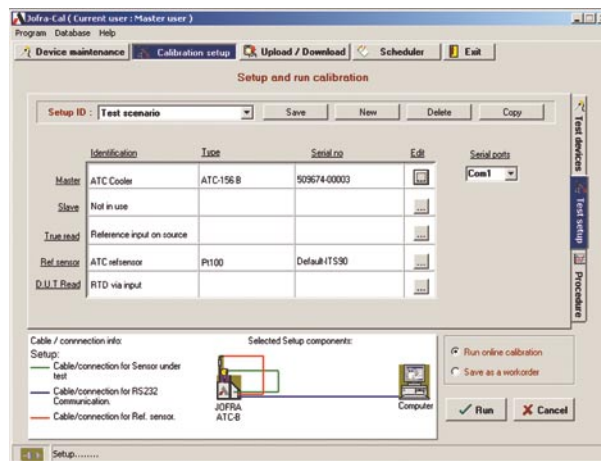 Jofra-Cal ( Current user : Master user )
Program Database Help
Device maintenance Calibration setup Upload / Download Scheduler Exit
Setup and run calibration
Setup ID : Test scenario Save New Delete Copy
Identification Type Serial no Edit Serial ports
Master ATC Cooler ATC-156 B 509674-00003 Com1
Slave Not in use ...
True read Reference input on source ...
Ref. sensor ATC refsensor Pt100 Default-ITS90 ...
D.U.T Read RTD via input ...
Test devices
Test setup
Procedure
Cable / connnection info: Selected Setup components:
Setup:
Cable/connection for Sensor under
test
Cable/connection for RS232
Communication.
Cable/connection for Ref. sensor.
JOFRA
ATC-B
Computer
Run online calibration
Save as a workorder
Run Cancel
Setup........